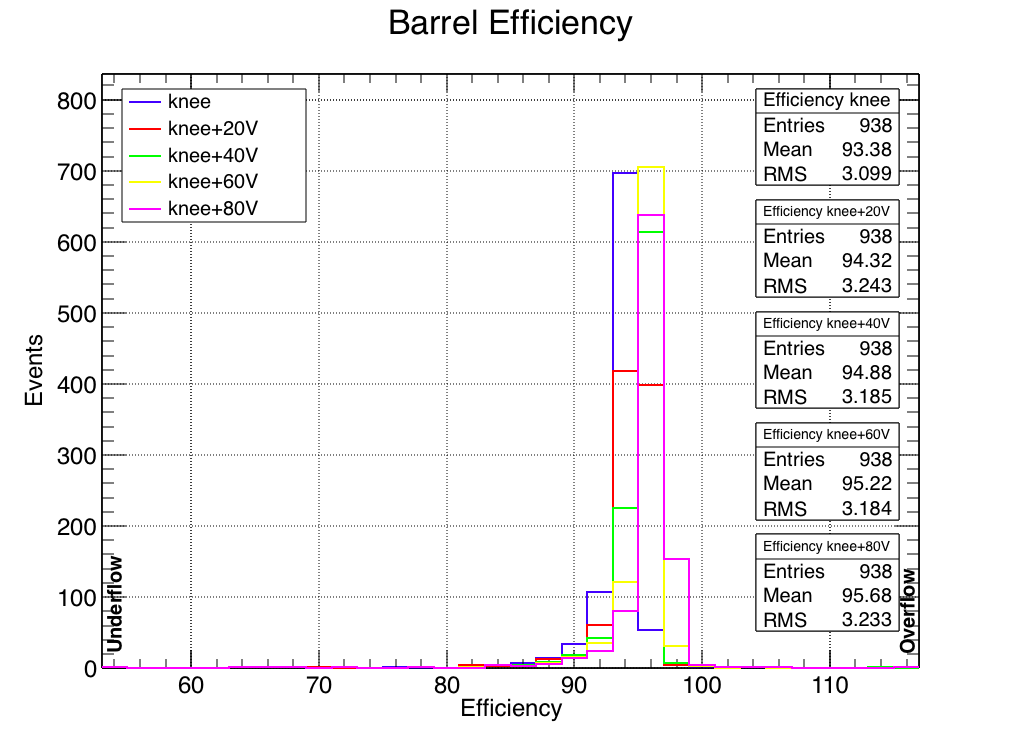 Barrel Efficiency
Events
800
700
600
500
400
300
200
100
0
knee
knee+20V
knee+40V
knee+60V
knee+80V
Efficiency knee
Entries 938
Mean 93.38
RMS 3.099
Efficiency knee+20V
Entries 938
Mean 94.32
RMS 3.243
Efficiency knee+40V
Entries 938
Mean 94.88
RMS 3.185
Efficiency knee+60V
Entries 938
Mean 95.22
RMS 3.184
Efficiency knee+80V
Entries 938
Mean 95.68
RMS 3.233
Underflow
Overflow
60 70 80 90 100 110
Efficiency